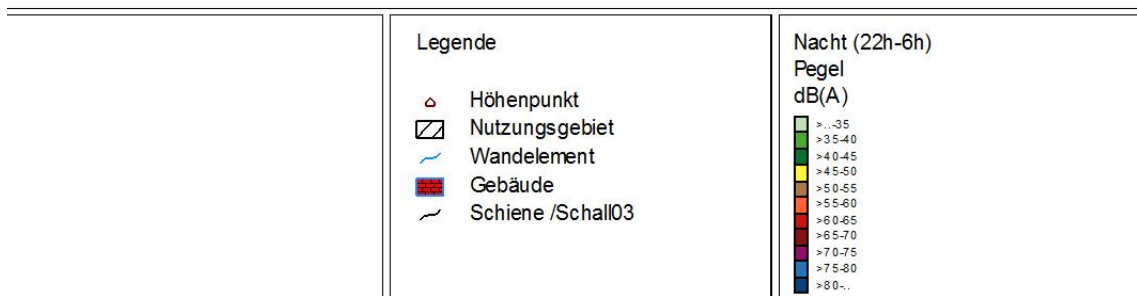 Legende
Höhenpunkt
Nutzungsgebiet
Wandelement
Gebäude
Schiene /Schall03
Nacht (22h-6h)
Pegel
dB(A)
>..-35
>35-40
>40-45
>45-50
>50-55
>55-60
>60-65
>65-70
>70-75
>75-80
>80-..